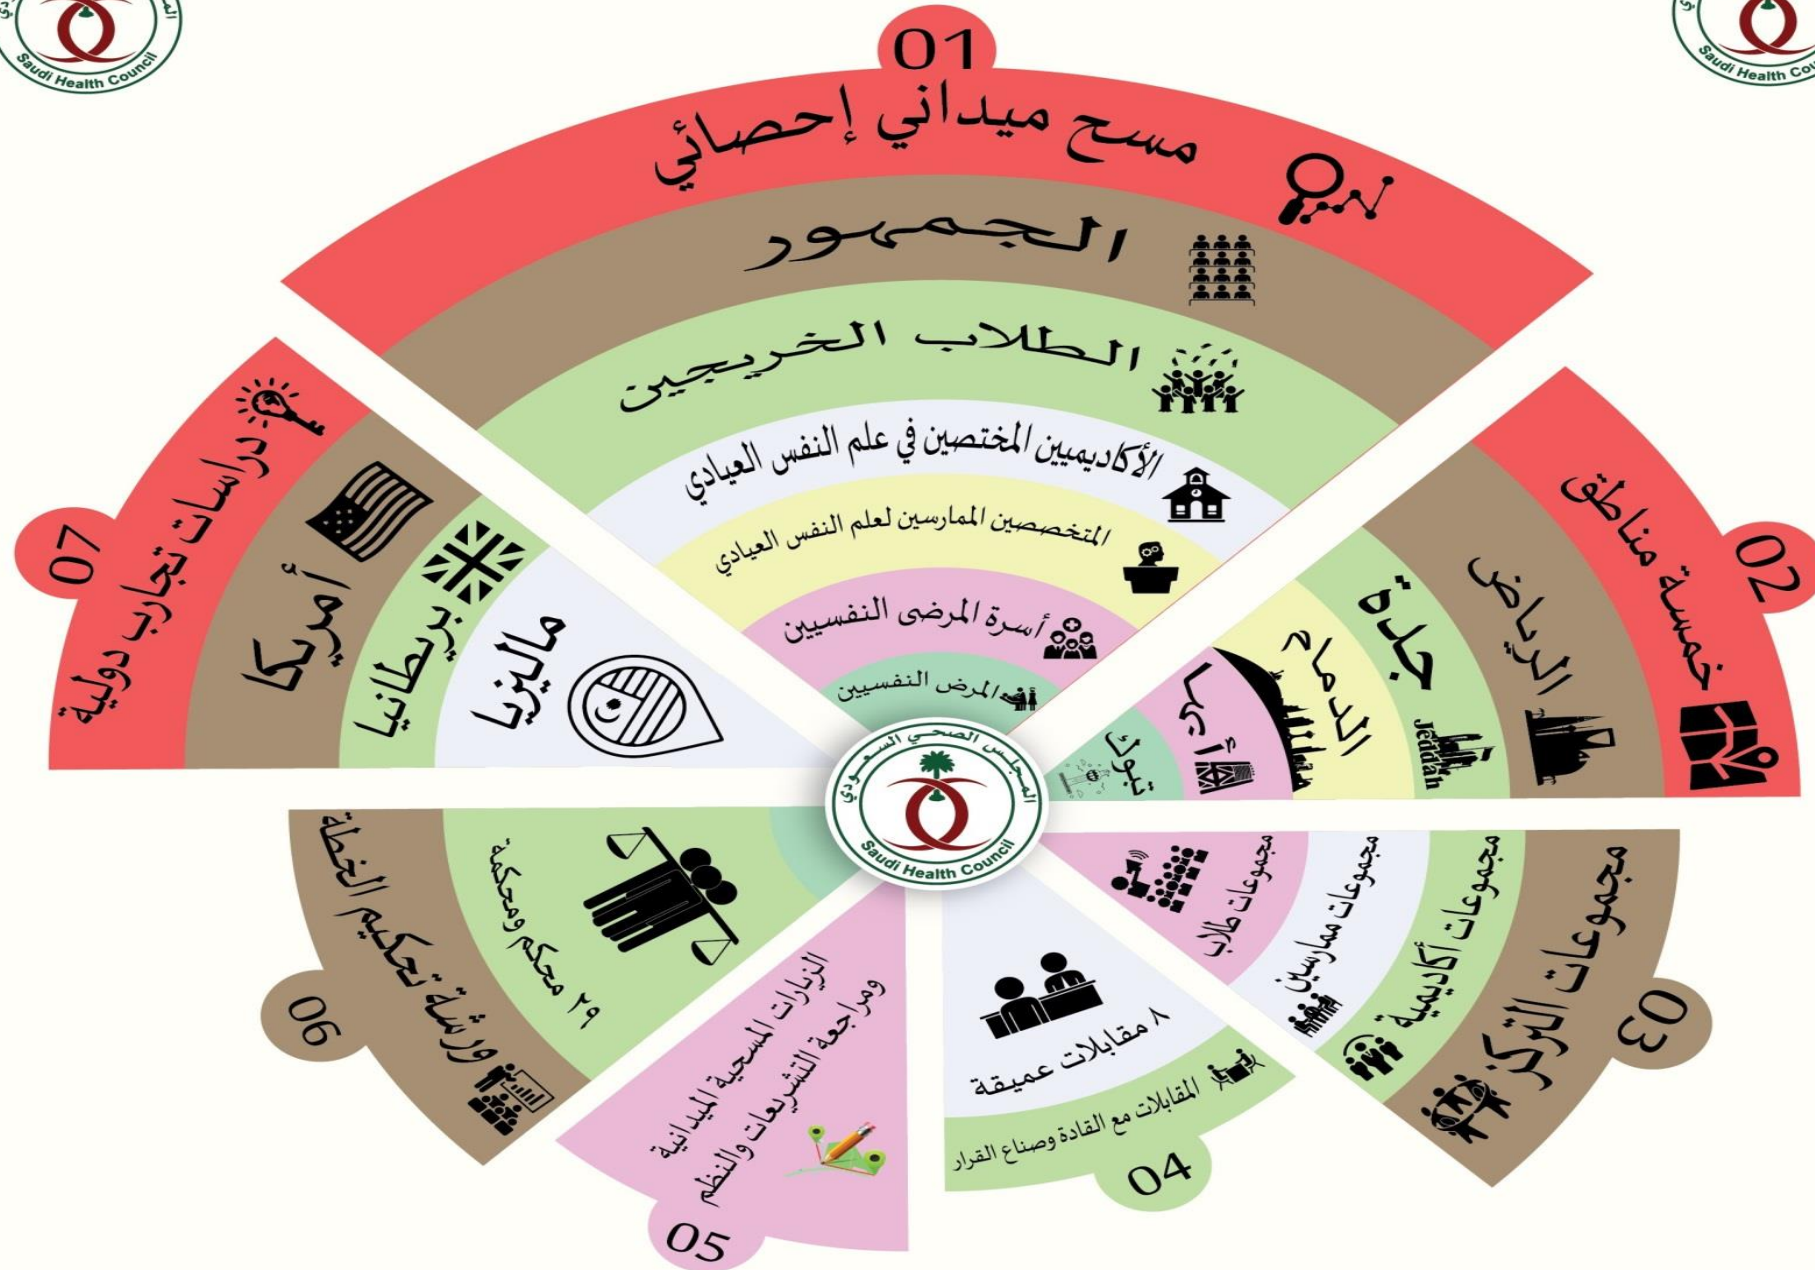 Saudi Health Council
Saudi Health Cou
01
مسح ميداني إحصائي
الجمهور
الطلاب الخريجين
الأكاديميين المختصين في علم النفس العيادي
المتخصصين الممارسين لعلم النفس العيادي
أسرة المرضى النفسيين
المرض النفسيين
02
خمسة مناطق
الرياض
جدة
Jeddah
الدمام
أبها
تبوك
03
مجموعات التركز
مجموعات أكاديمية
مجموعات ممارسين
مجموعات طلاب
04
المقابلات مع القادة وصناع القرار
٨ مقابلات عميقة
05
الزيارات المسحية الميدانية
ومراجعة التشريعات والنظم
06
ورشة تحكيم الخطة
٢٩ محكم ومحكمة
07
دراسات تجارب دولية
أمريكا
بريطانيا
ماليزيا
المجلس الصحي السعودي
Saudi Health Council